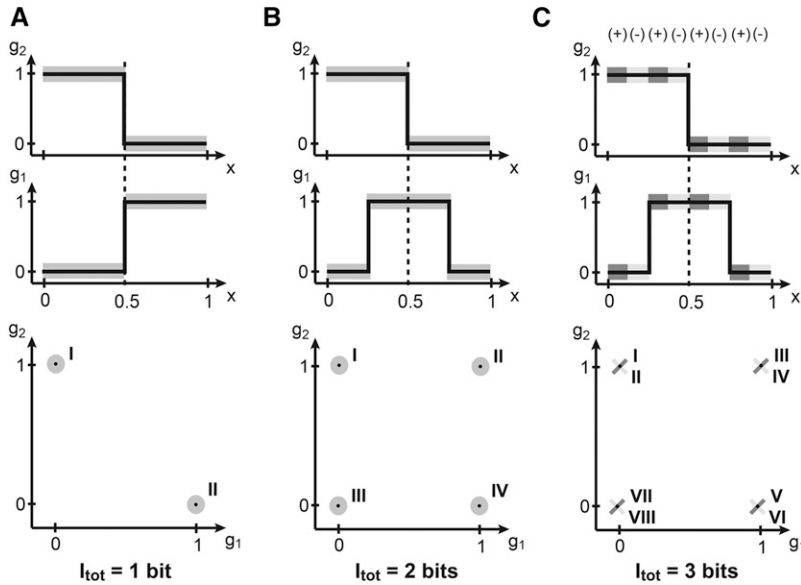 A
g2
1
0
x
g1
1
0
0
0.5
1
x
g2
1
I
0
II
0
1
g1
Itot = 1 bit
B
g2
1
0
x
g1
1
0
0
0.5
1
x
g2
1
I
II
0
III
IV
0
1
g1
Itot = 2 bits
C
(+)(-)(+)(-)(+)(-)(+)(-)
g2
1
0
x
g1
1
0
0
0.5
1
x
g2
1
I
II
III
IV
0
VII
VIII
V
VI
0
1
g
Itot = 3 bits